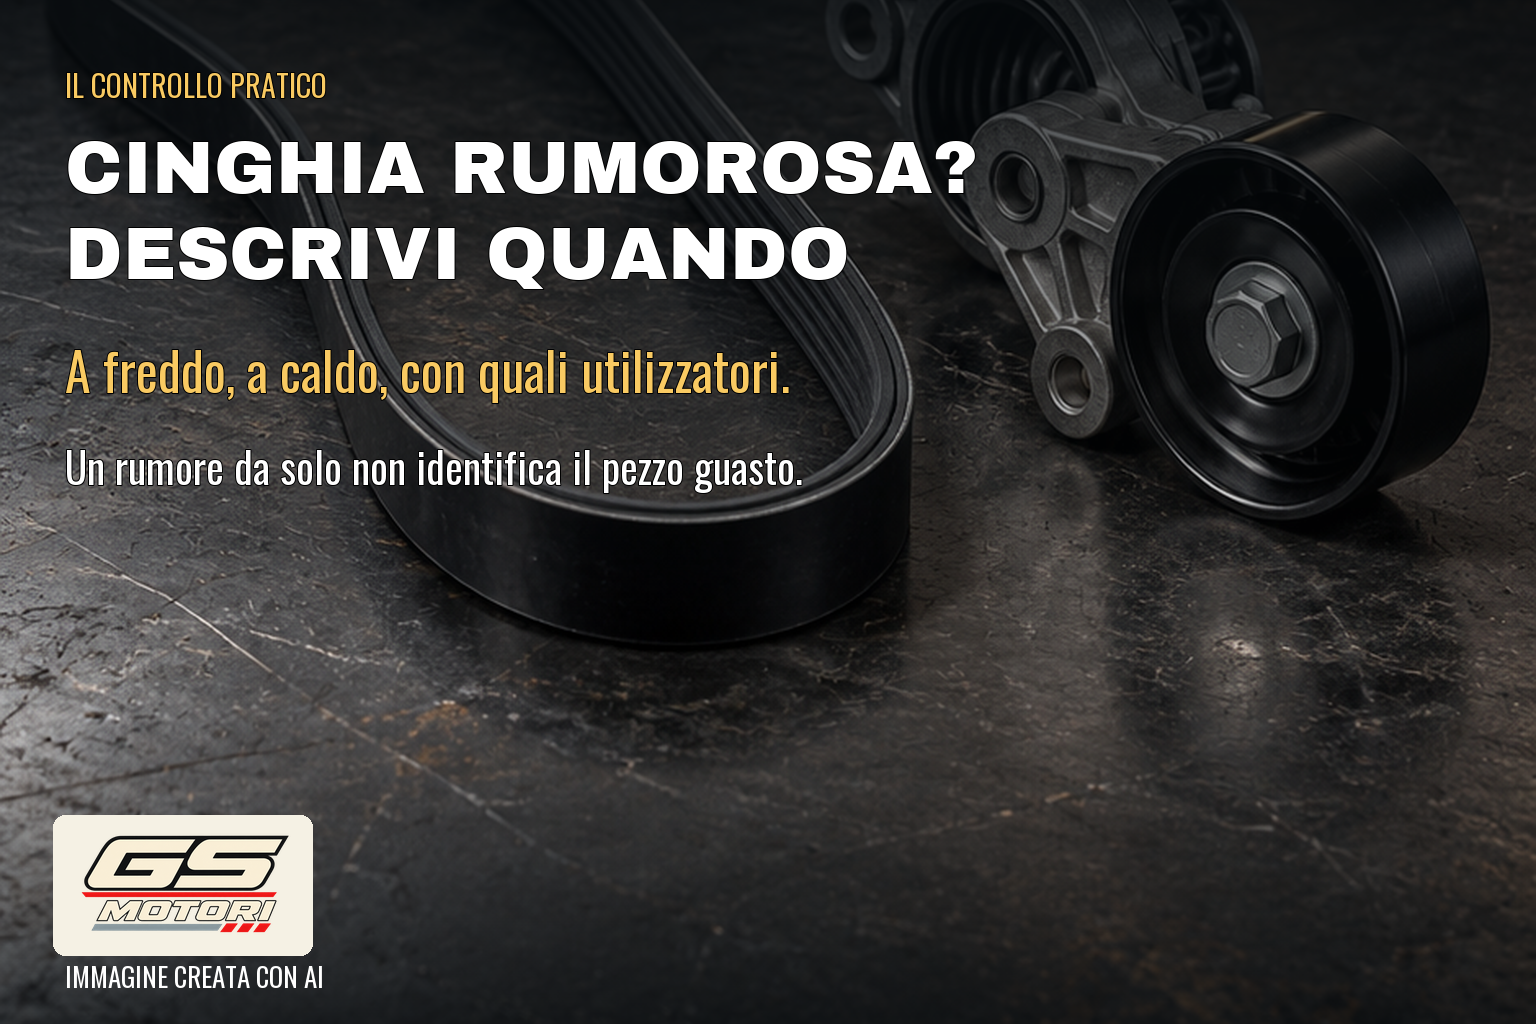 IL CONTROLLO PRATICO
CINGHIA RUMOROSA?
DESCRIVI QUANDO
A freddo, a caldo, con quali utilizzatori.
Un rumore da solo non identifica il pezzo guasto.
GS
MOTORI
IMMAGINE CREATA CON AI